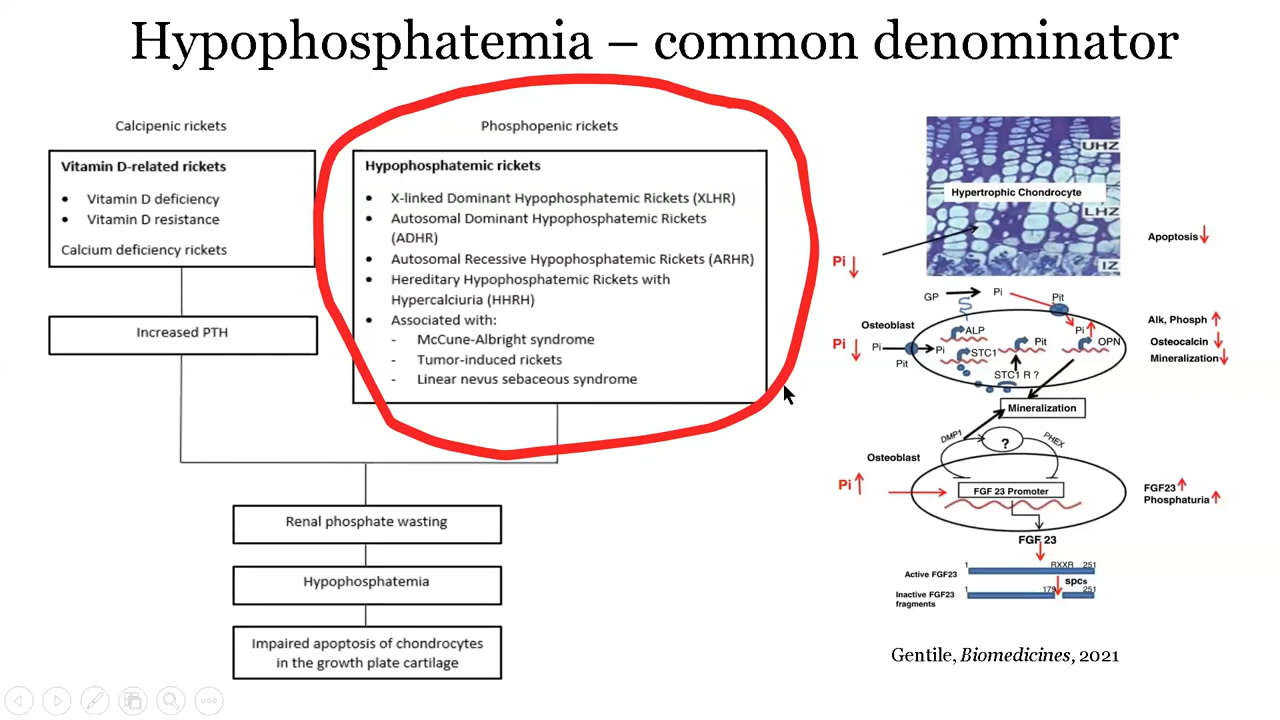 Hypophosphatemia – common denominator
Calcipenic rickets
Vitamin D-related rickets
• Vitamin D deficiency
• Vitamin D resistance
Calcium deficiency rickets
Increased PTH
Phosphopenic rickets
Hypophosphatemic rickets
• X-linked Dominant Hypophosphatemic Rickets (XLHR)
• Autosomal Dominant Hypophosphatemic Rickets
(ADHR)
• Autosomal Recessive Hypophosphatemic Rickets (ARHR)
• Hereditary Hypophosphatemic Rickets with
Hypercalciuria (HHRH)
• Associated with:
- McCune-Albright syndrome
- Tumor-induced rickets
- Linear nevus sebaceous syndrome
Renal phosphate wasting
Hypophosphatemia
Impaired apoptosis of chondrocytes
in the growth plate cartilage
UHZ
Hypertrophic Chondrocyte
LHZ
IZ
Pi ↓
Apoptosis ↓
GP
Pi
Pit
Osteoblast
Pi ↓
Pi
Pit
Pi
ALP
STC1
Pit
Pi ↑
OPN
STC1 R ?
Alk, Phosph ↑
Osteocalcin ↓
Mineralization ↓
Mineralization
DMP1
?
PHEX
Osteoblast
Pi ↑
FGF 23 Promoter
FGF23 ↑
Phosphaturia ↑
FGF 23
1 RXXR 251
Active FGF23
spcs
1 179 251
Inactive FGF23
fragments
Gentile, Biomedicines, 2021